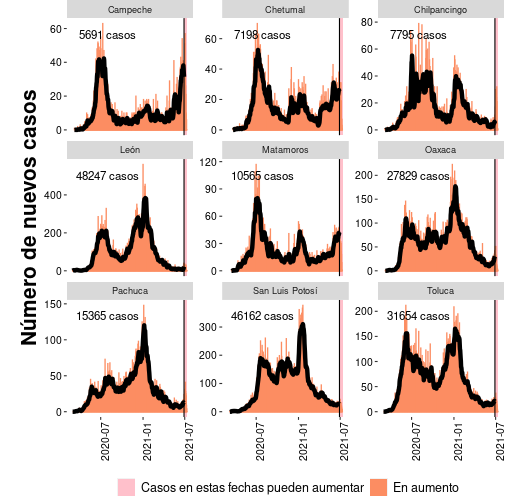 Campeche
Chetumal
Chilpancingo
5691 casos
7198 casos
7795 casos
60
40
20
0
60
40
20
0
80
60
40
20
0
León
Matamoros
Oaxaca
48247 casos
10565 casos
27829 casos
400
200
0
120
90
60
30
0
200
150
100
50
0
Pachuca
San Luis Potosí
Toluca
15365 casos
46162 casos
31654 casos
150
100
50
0
300
200
100
0
200
150
100
50
0
2020-07
2021-01
2021-07
2020-07
2021-01
2021-07
2020-07
2021-01
2021-07
Número de nuevos casos
Casos en estas fechas pueden aumentar
En aumento